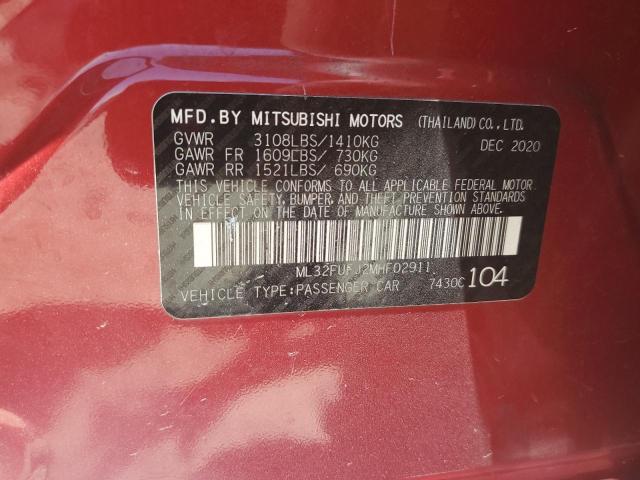 MFD.BY MITSUBISHI MOTORS (THAILAND) CO., LTD.
GVWR 3108LBS/1410KG DEC 2020
GAWR FR 1609LBS/ 730KG
GAWR RR 1521LBS/ 690KG
THIS VEHICLE CONFORMS TO ALL APPLICABLE FEDERAL MOTOR
VEHICLE SAFETY, BUMPER, AND THEFT PREVENTION STANDARDS
IN EFFECT ON THE DATE OF MANUFACTURE SHOWN ABOVE.
ML32FUFJ2MHF02911
VEHICLE TYPE:PASSENGER CAR 7430C 104